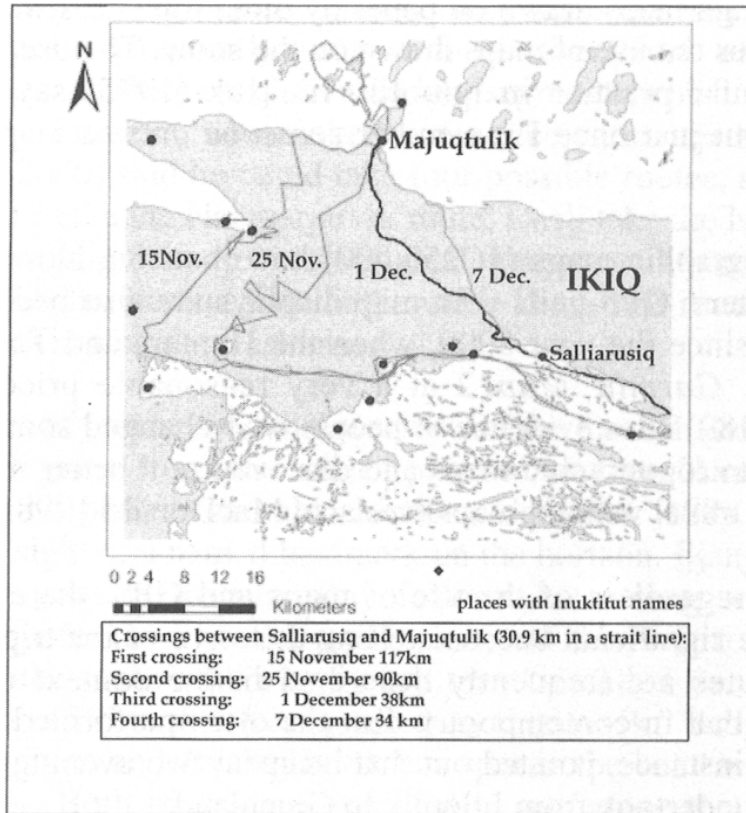 N
Majuqtulik
15Nov.
25 Nov.
1 Dec.
7 Dec.
IKIQ
Salliarusiq
0 2 4 8 12 16
Kilometers
places with Inuktitut names
Crossings between Salliarusiq and Majuqtulik (30.9 km in a strait line):
First crossing: 15 November 117km
Second crossing: 25 November 90km
Third crossing: 1 December 38km
Fourth crossing: 7 December 34 km